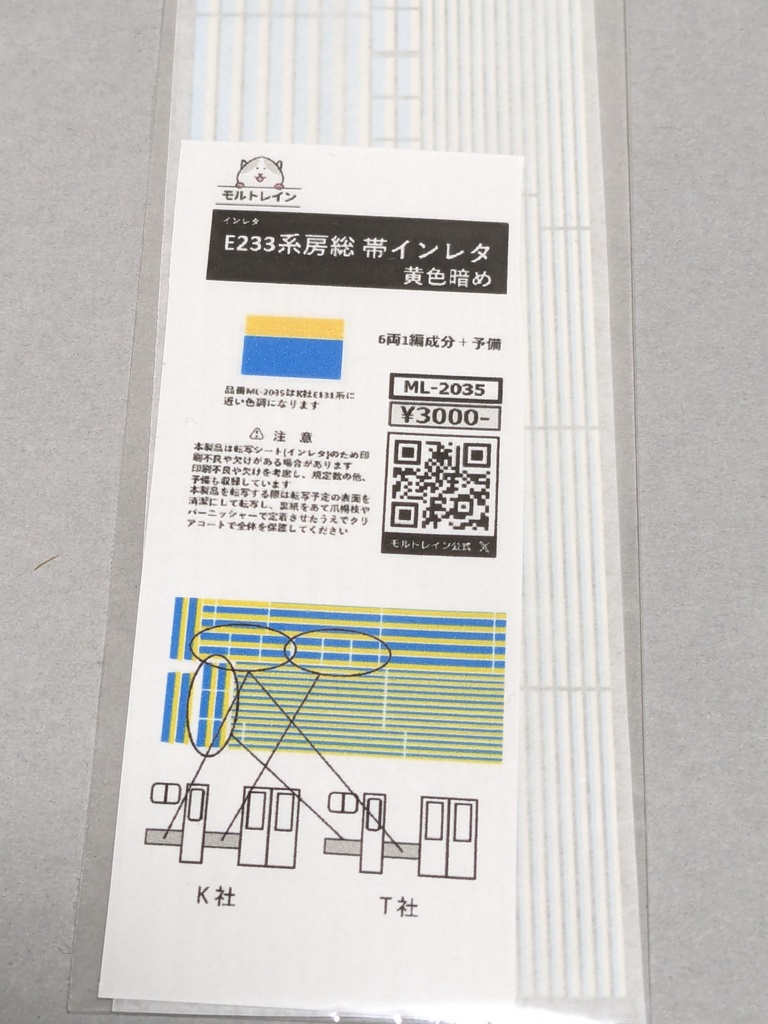 モルトレイン
インレタ
E233系房総 帯インレタ
黄色暗め
6両1編成分＋予備
品番ML-2035はK社E131系に
近い色調になります
ML-2035
¥3000-
⚠ 注 意
本製品は転写シート(インレタ)のため印
刷不良や欠けがある場合があります
印刷不良や欠けを考慮し、規定数の他、
予備も収録しています
本製品を転写する際は転写予定の表面を
清潔にして転写し、裏紙をあて爪楊枝や
バーニッシャーで定着させたうえでクリ
アコートで全体を保護してください
モルトレイン公式 X
K社
T社